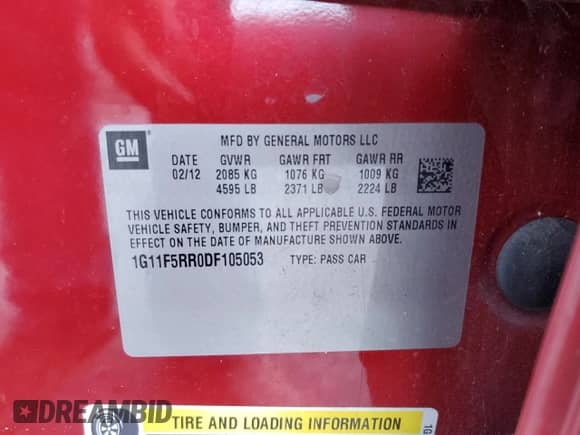 GM
MFD BY GENERAL MOTORS LLC
DATE GVWR GAWR FRT GAWR RR
02/12 2085 KG 1076 KG 1009 KG
4595 LB 2371 LB 2224 LB
THIS VEHICLE CONFORMS TO ALL APPLICABLE U.S. FEDERAL MOTOR
VEHICLE SAFETY, BUMPER, AND THEFT PREVENTION STANDARDS IN
EFFECT ON THE DATE OF MANUFACTURE SHOWN ABOVE.
1G11F5RR0DF105053 TYPE: PASS CAR
TIRE AND LOADING INFORMATION
1G
DREAMBID